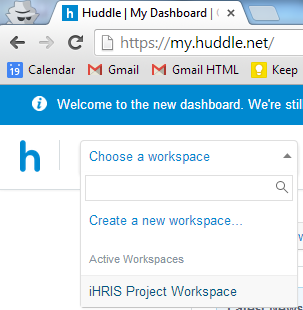 Huddle | My Dashboard |
https://my.huddle.net/
19 Calendar Gmail Gmail HTML Keep
Welcome to the new dashboard. We're stil
h
Choose a workspace
Create a new workspace...
Active Workspaces
iHRIS Project Workspace